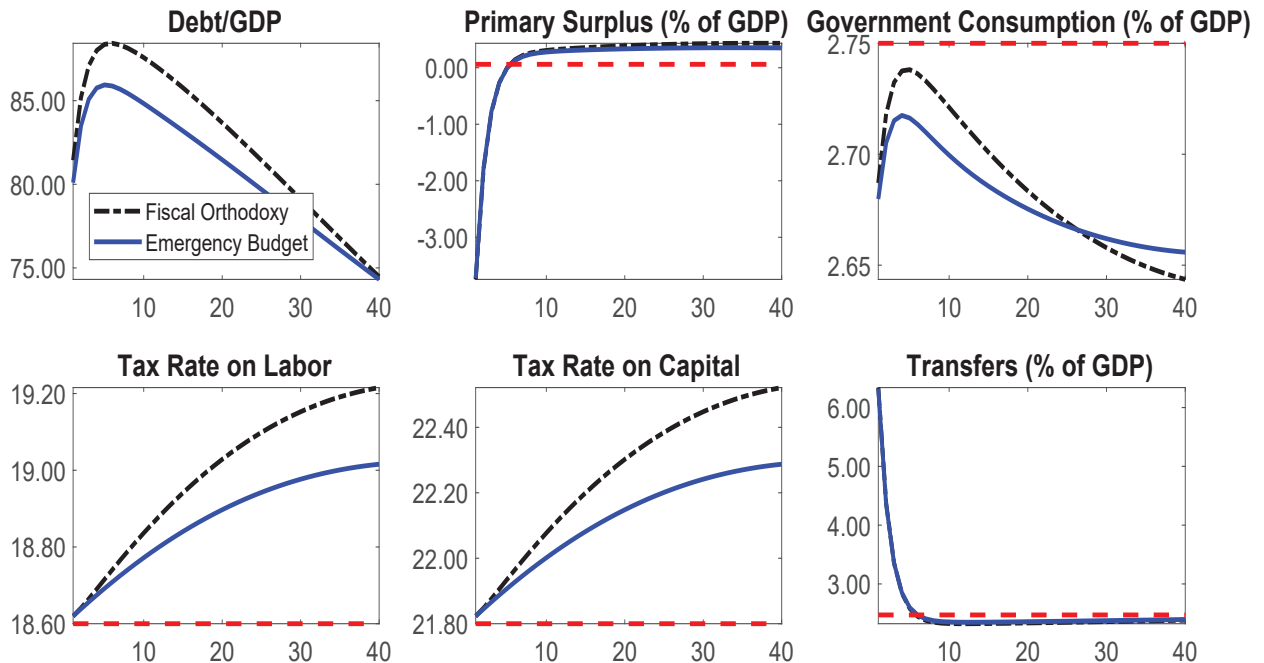 Debt/GDP
85.00
80.00
75.00
Fiscal Orthodoxy
Emergency Budget
10 20 30 40
Primary Surplus (% of GDP)
0.00
-1.00
-2.00
-3.00
10 20 30 40
Government Consumption (% of GDP)
2.75
2.70
2.65
10 20 30 40
Tax Rate on Labor
19.20
19.00
18.80
18.60
10 20 30 40
Tax Rate on Capital
22.40
22.20
22.00
21.80
10 20 30 40
Transfers (% of GDP)
6.00
5.00
4.00
3.00
10 20 30 40